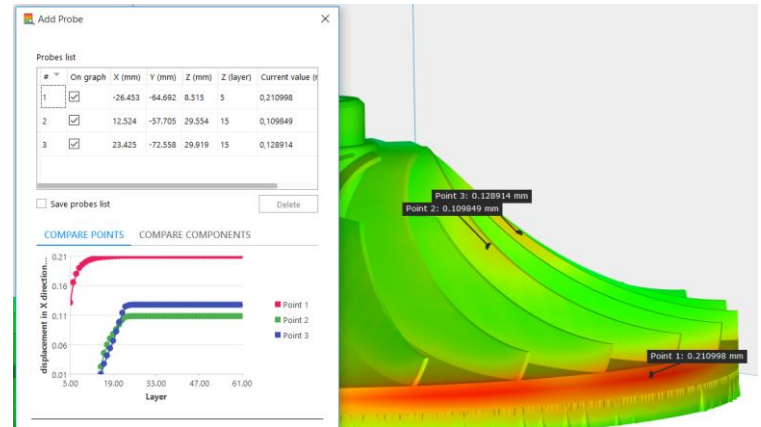 Add Probe
Probes list
# On graph X (mm) Y (mm) Z (mm) Z (layer) Current value (r
1 -26.453 -64.692 8.515 5 0,210998
2 12.524 -57.705 29.554 15 0,109849
3 23.425 -72.558 29.919 15 0,128914
Save probes list Delete
COMPARE POINTS COMPARE COMPONENTS
displacement in X direction...
0.21
0.16
0.11
0.06
0.01
5.00 19.00 33.00 47.00 61.00
Layer
Point 1
Point 2
Point 3
Point 3: 0.128914 mm
Point 2: 0.109849 mm
Point 1: 0.210998 mm